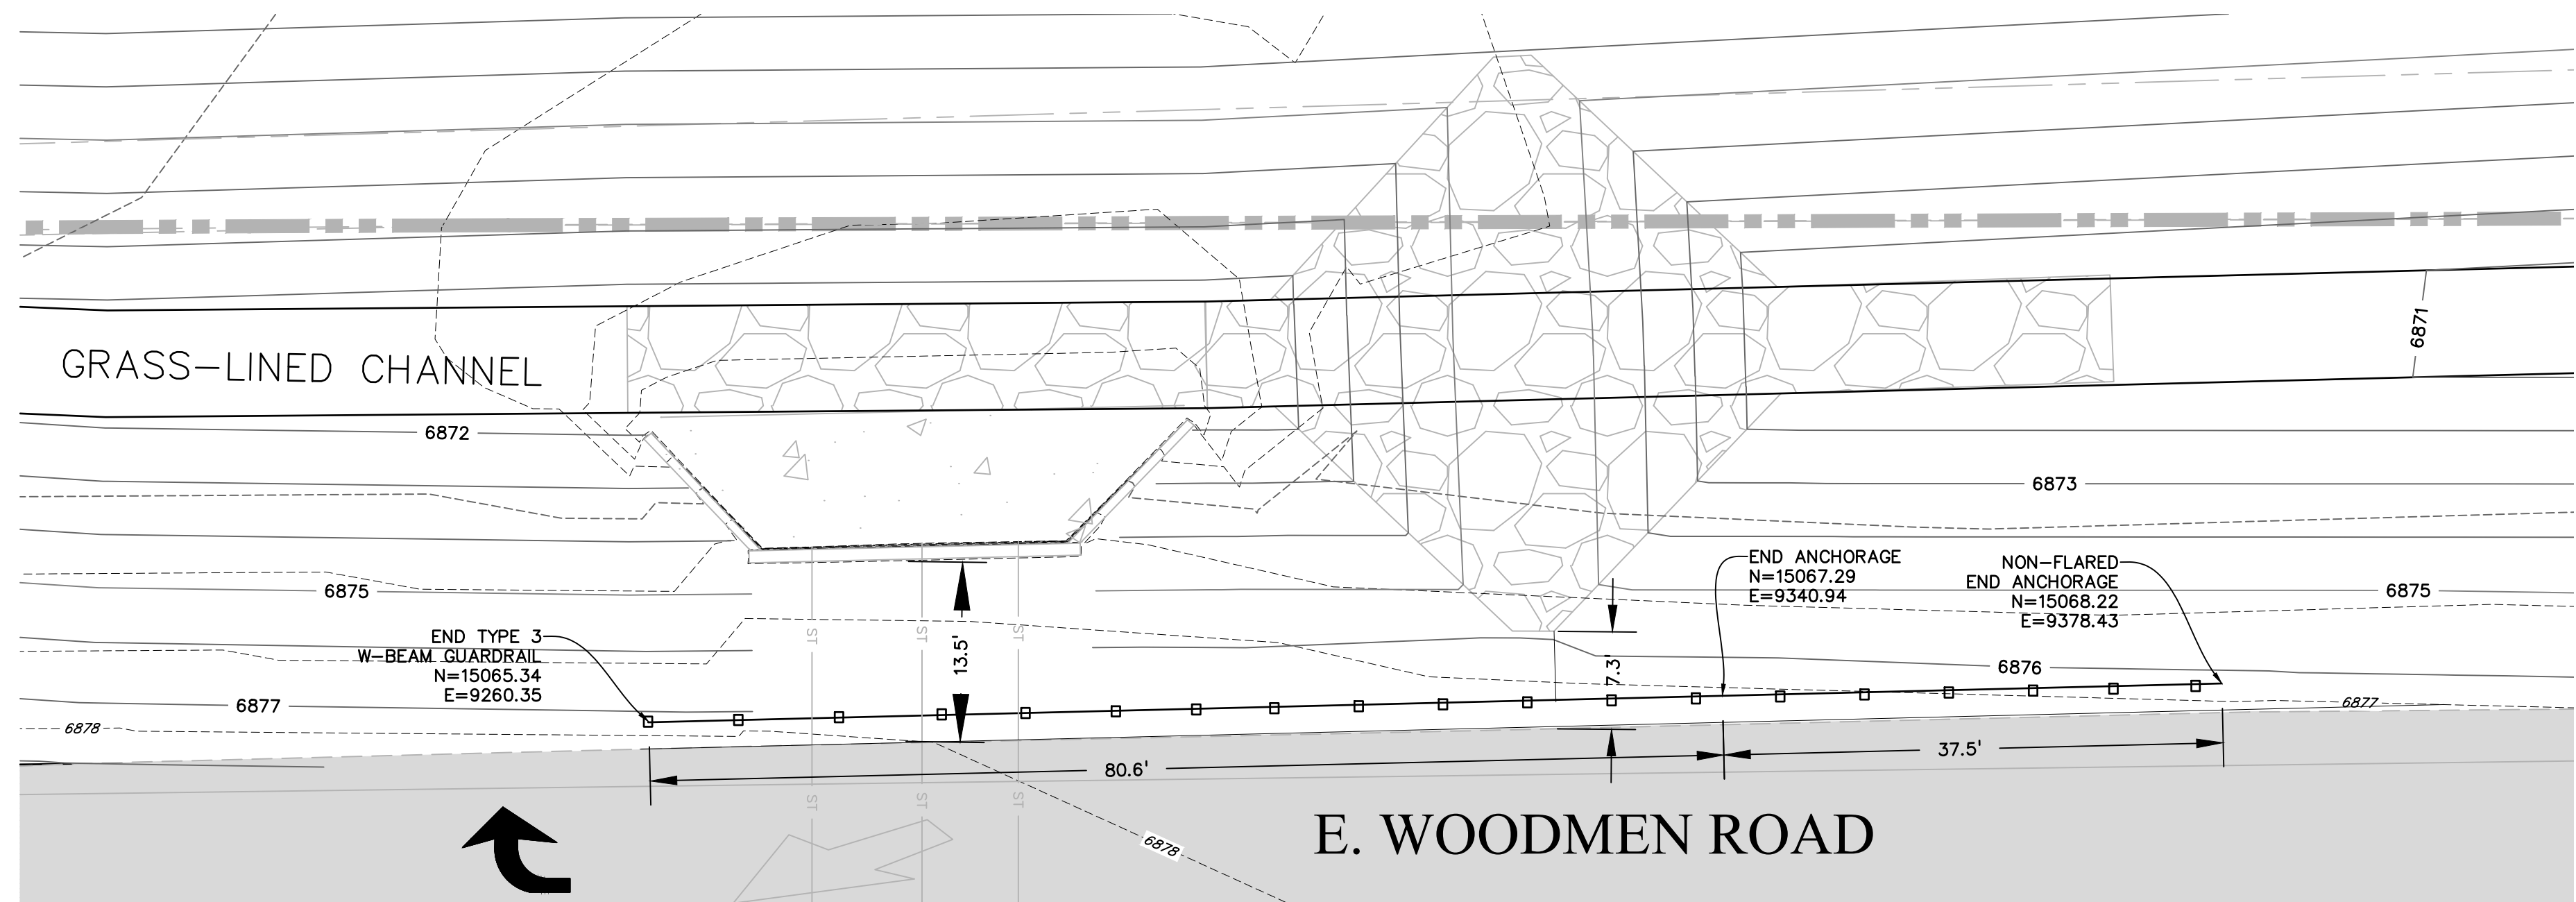 GRASS-LINED CHANNEL
6871
6872
6873
END ANCHORAGE
N=15067.29
E=9340.94
NON-FLARED
END ANCHORAGE
N=15068.22
E=9378.43
6875
6875
END TYPE 3
W-BEAM GUARDRAIL
N=15065.34
E=9260.35
ST
ST
ST
13.5'
7.3'
6876
6877
6877
6878
80.6'
37.5'
ST
ST
ST
6878
E. WOODMEN ROAD